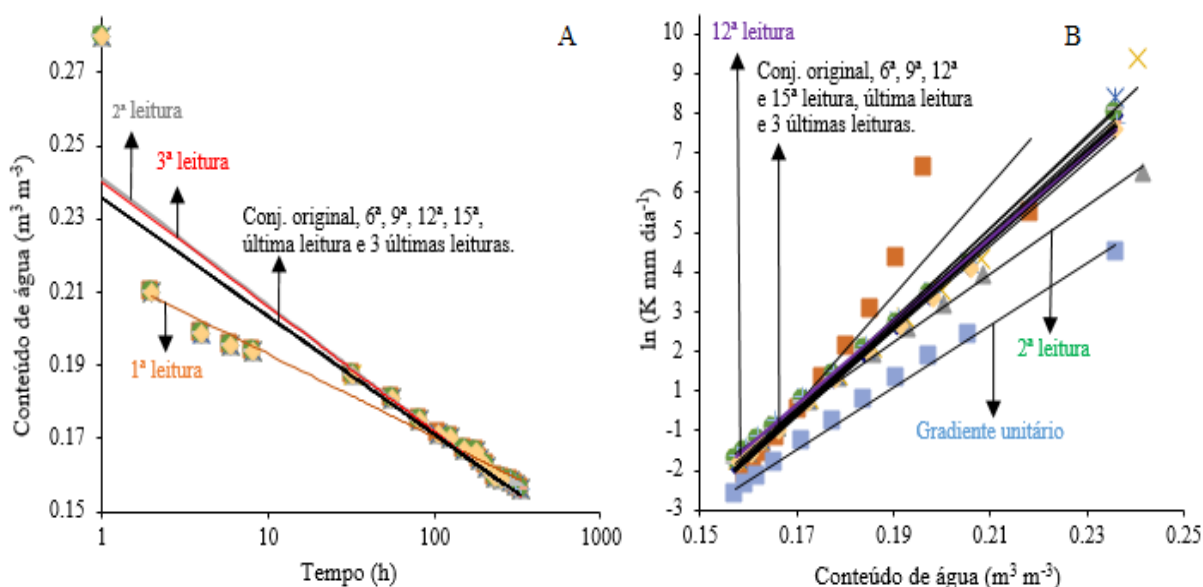 A
0.27
0.25
0.23
0.21
0.19
0.17
0.15
Conteúdo de água (m³ m⁻³)
2ª leitura
3ª leitura
Conj. original, 6ª, 9ª, 12ª, 15ª,
última leitura e 3 últimas leituras.
1ª leitura
1
10
100
1000
Tempo (h)
B
10
9
8
7
6
5
4
3
2
1
-1
-2
-3
ln (K mm dia⁻¹)
12ª leitura
Conj. original, 6ª, 9ª, 12ª
e 15ª leitura, última leitura
e 3 últimas leituras.
2ª leitura
Gradiente unitário
0.15
0.17
0.19
0.21
0.23
0.25
Conteúdo de água (m³ m⁻³)